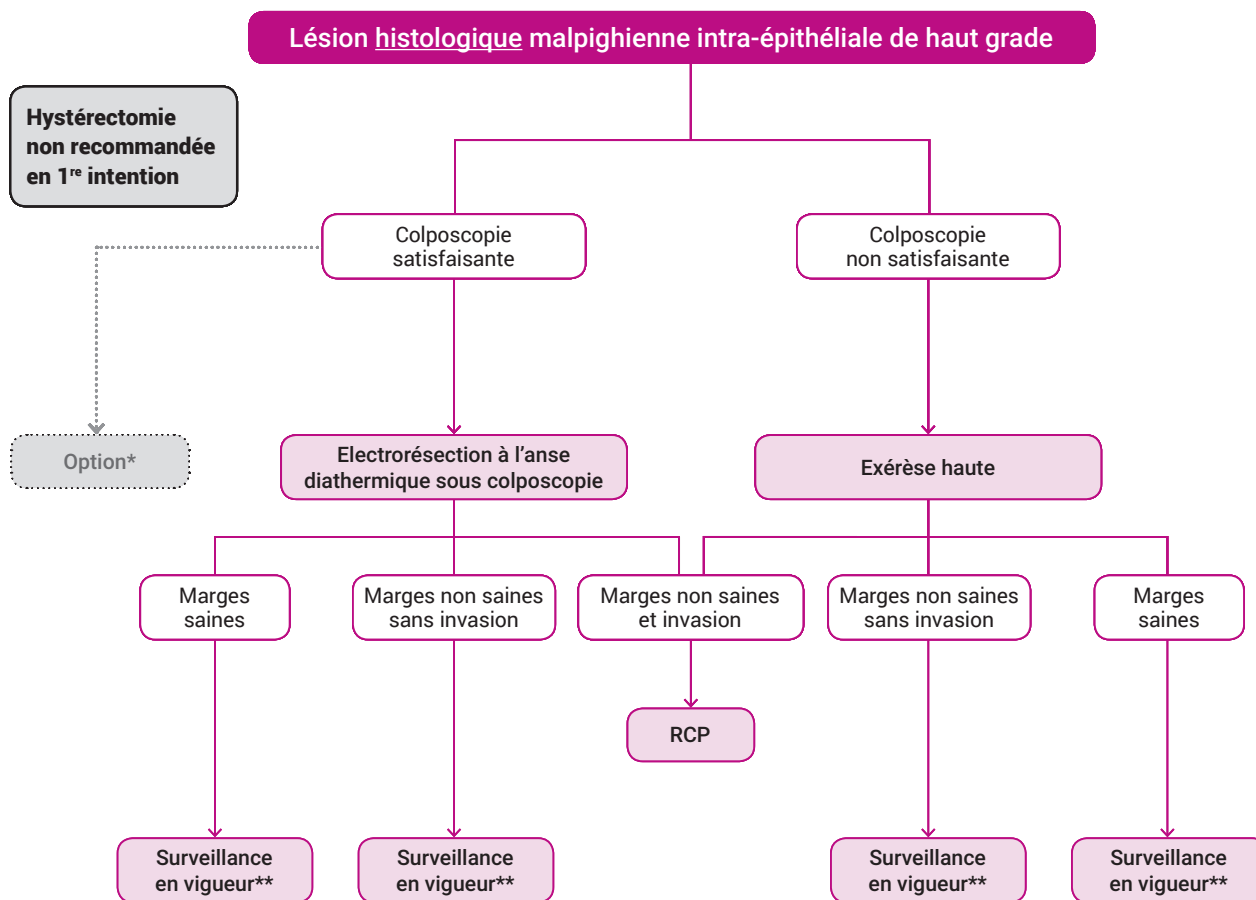 Lésion histologique malpighienne intra-épithéliale de haut grade
Hystérectomie
non recommandée
en 1re intention
Colposcopie
satisfaisante
Colposcopie
non satisfaisante
Option*
Electrorésection à l'anse
diathermique sous colposcopie
Exérèse haute
Marges
saines
Marges non saines
sans invasion
Marges non saines
et invasion
Marges non saines
sans invasion
Marges
saines
RCP
Surveillance
en vigueur**
Surveillance
en vigueur**
Surveillance
en vigueur**
Surveillance
en vigueur**